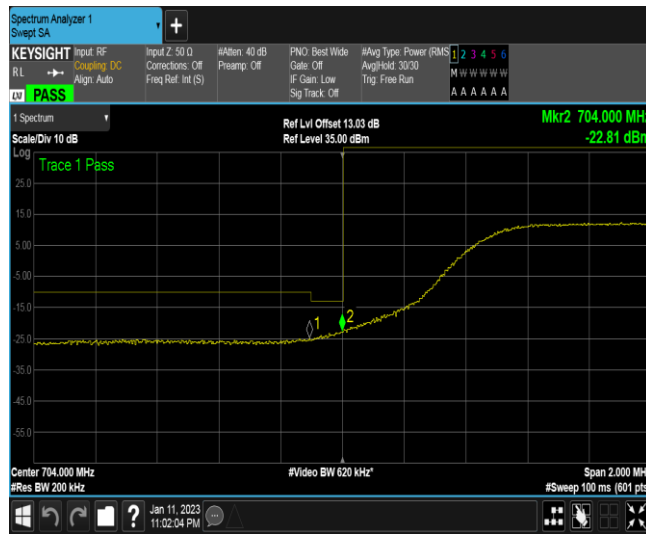 Spectrum Analyzer 1
Swept SA
+
KEYSIGHT Input: RF
RL Coupling: DC
Align: Auto
LXI PASS
Input Z: 50 Ω
Corrections: Off
Freq Ref: Int (S)
#Atten: 40 dB
Preamp: Off
PNO: Best Wide
Gate: Off
IF Gain: Low
Sig Track: Off
#Avg Type: Power (RMS
Avg|Hold: 30/30
Trig: Free Run
1 2 3 4 5 6
M W W W W W
A A A A A A
1 Spectrum
Scale/Div 10 dB
Ref Lvl Offset 13.03 dB
Ref Level 35.00 dBm
Mkr2 704.000 MHz
-22.81 dBm
Log
Trace 1 Pass
25.0
15.0
5.00
-5.00
-15.0
-25.0
-35.0
-45.0
-55.0
1
2
Center 704.000 MHz
#Res BW 200 kHz
#Video BW 620 kHz*
Span 2.000 MH
#Sweep 100 ms (601 pts
?
Jan 11, 2023
11:02:04 PM